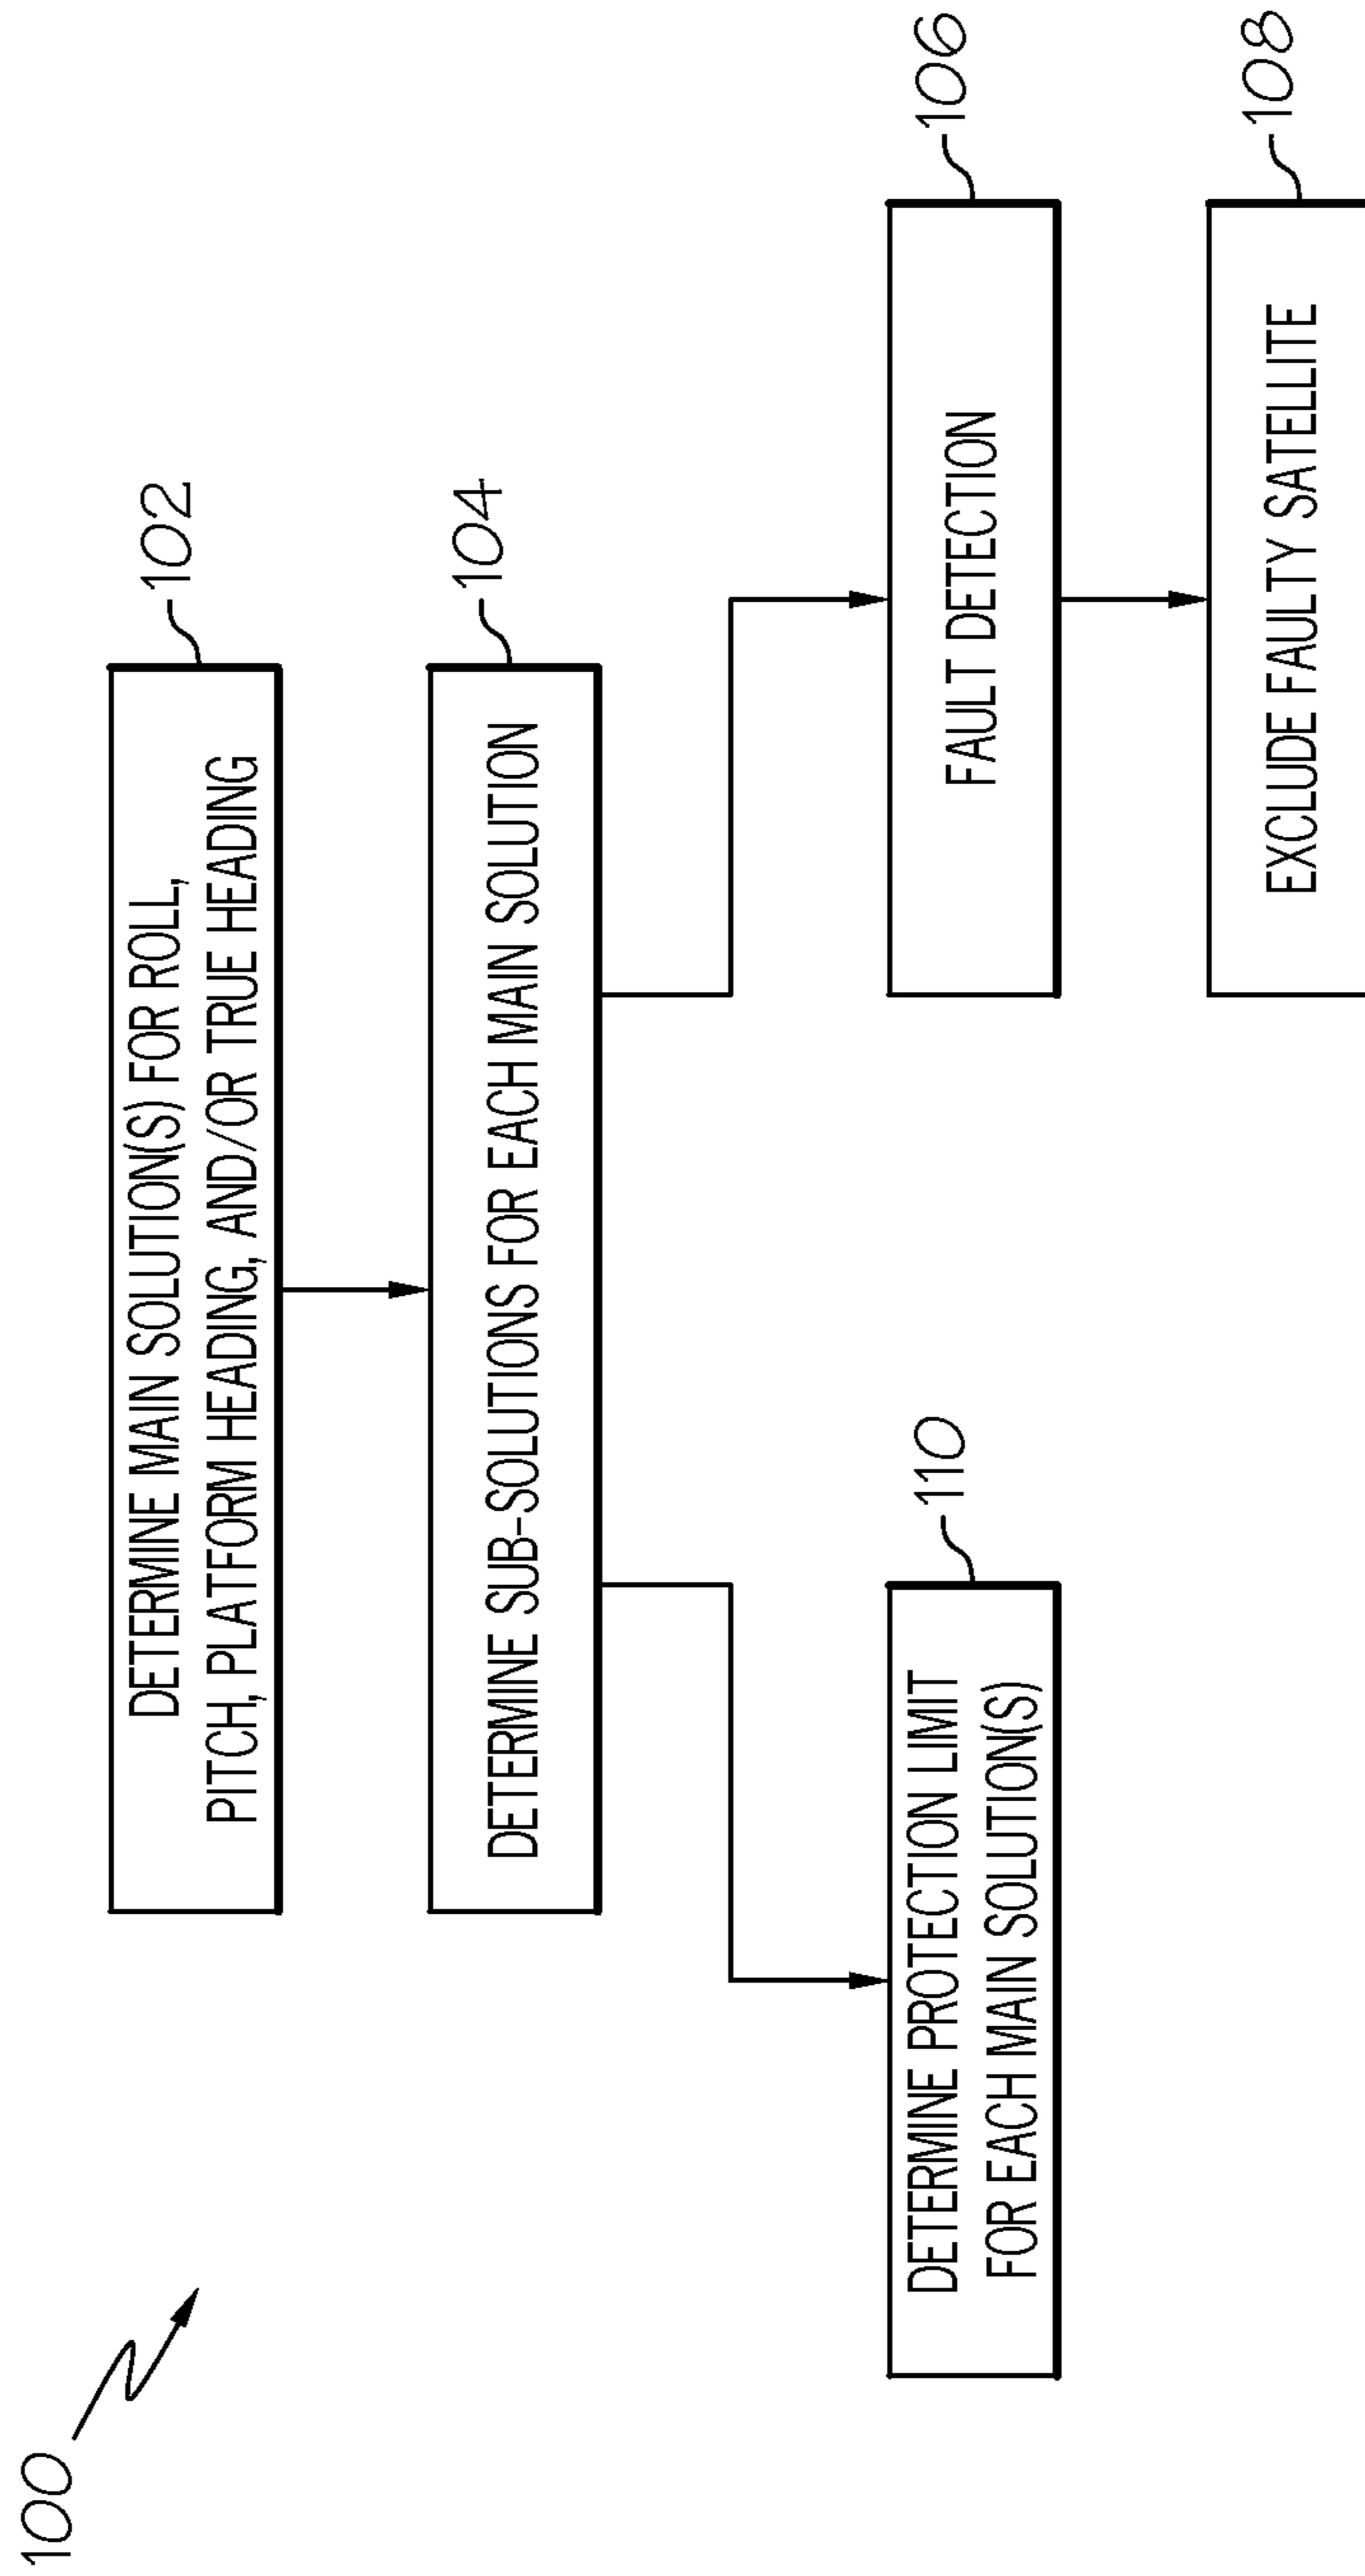 100
DETERMINE MAIN SOLUTION(S) FOR ROLL,
PITCH, PLATFORM HEADING, AND/OR TRUE HEADING
102
DETERMINE SUB-SOLUTIONS FOR EACH MAIN SOLUTION
104
DETERMINE PROTECTION LIMIT
FOR EACH MAIN SOLUTION(S)
110
FAULT DETECTION
106
EXCLUDE FAULTY SATELLITE
108